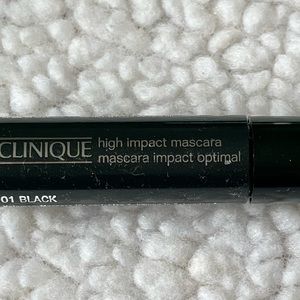 CLINIQUE
high impact mascara
mascara impact optimal
01 BLACK